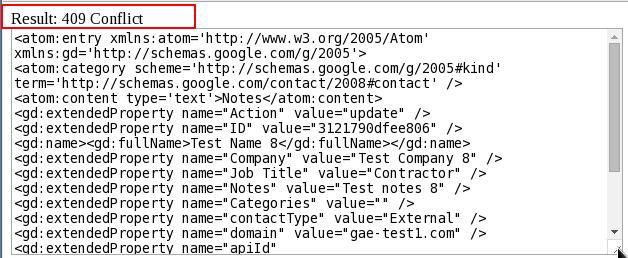 Result: 409 Conflict
<atom:entry xmlns:atom='http://www.w3.org/2005/Atom'
xmlns:gd='http://schemas.google.com/g/2005'>
<atom:category scheme='http://schemas.google.com/g/2005#kind'
term='http://schemas.google.com/contact/2008#contact' />
<atom:content type='text'>Notes</atom:content>
<gd:extendedProperty name="Action" value="update" />
<gd:extendedProperty name="ID" value="3121790dfee806" />
<gd:name><gd:fullName>Test Name 8</gd:fullName></gd:name>
<gd:extendedProperty name="Company" value="Test Company 8" />
<gd:extendedProperty name="Job Title" value="Contractor" />
<gd:extendedProperty name="Notes" value="Test notes 8" />
<gd:extendedProperty name="Categories" value="" />
<gd:extendedProperty name="contactType" value="External" />
<gd:extendedProperty name="domain" value="gae-test1.com" />
<gd:extendedProperty name="apiId"